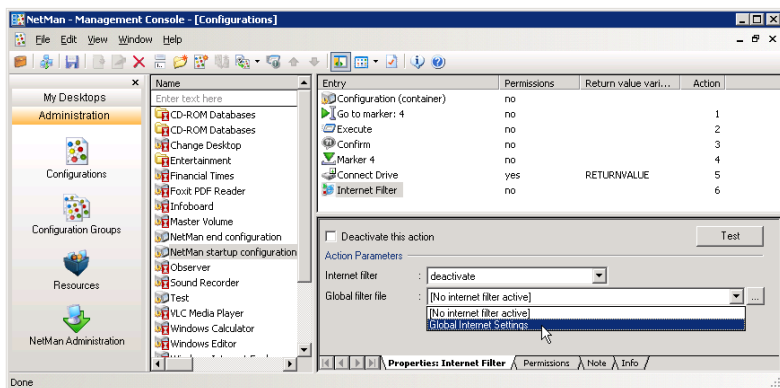 NetMan - Management Console - [Configurations]
File Edit View Window Help
My Desktops
Administration
Configurations
Configuration Groups
Resources
NetMan Administration
Name
Enter text here
CD-ROM Databases
CD-ROM Databases
Change Desktop
Entertainment
Financial Times
Foxit PDF Reader
Infoboard
Master Volume
NetMan end configuration
NetMan startup configuration
Observer
Sound Recorder
Test
VLC Media Player
Windows Calculator
Windows Editor
Entry Permissions Return value vari... Action
Configuration (container) no
Go to marker: 4 no 1
Execute no 2
Confirm no 3
Marker 4 no 4
Connect Drive yes RETURNVALUE 5
Internet Filter no 6
Deactivate this action Test
Action Parameters
Internet filter : deactivate
Global filter file : [No internet filter active] ...
[No internet filter active]
Global Internet Settings
Properties: Internet Filter Permissions Note Info
Done